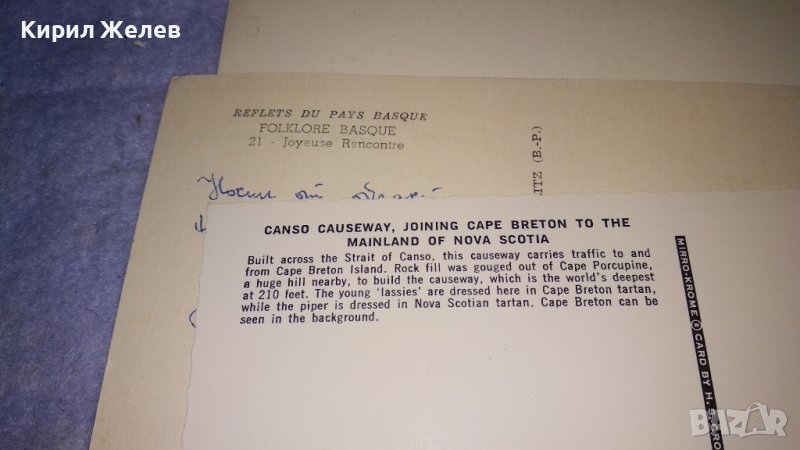 Кирил Желев
REFLETS DU PAYS BASQUE
FOLKLORE BASQUE
21 - Joyeuse Rencontre
ITZ (B.-P.)
CANSO CAUSEWAY, JOINING CAPE BRETON TO THE
MAINLAND OF NOVA SCOTIA
Built across the Strait of Canso, this causeway carries traffic to and
from Cape Breton Island. Rock fill was gouged out of Cape Porcupine,
a huge hill nearby, to build the causeway, which is the world's deepest
at 210 feet. The young 'lassies' are dressed here in Cape Breton tartan,
while the piper is dressed in Nova Scotian tartan. Cape Breton can be
seen in the background.
MIRRO-KROME ® CARD BY H. S. CRO
BAZAR